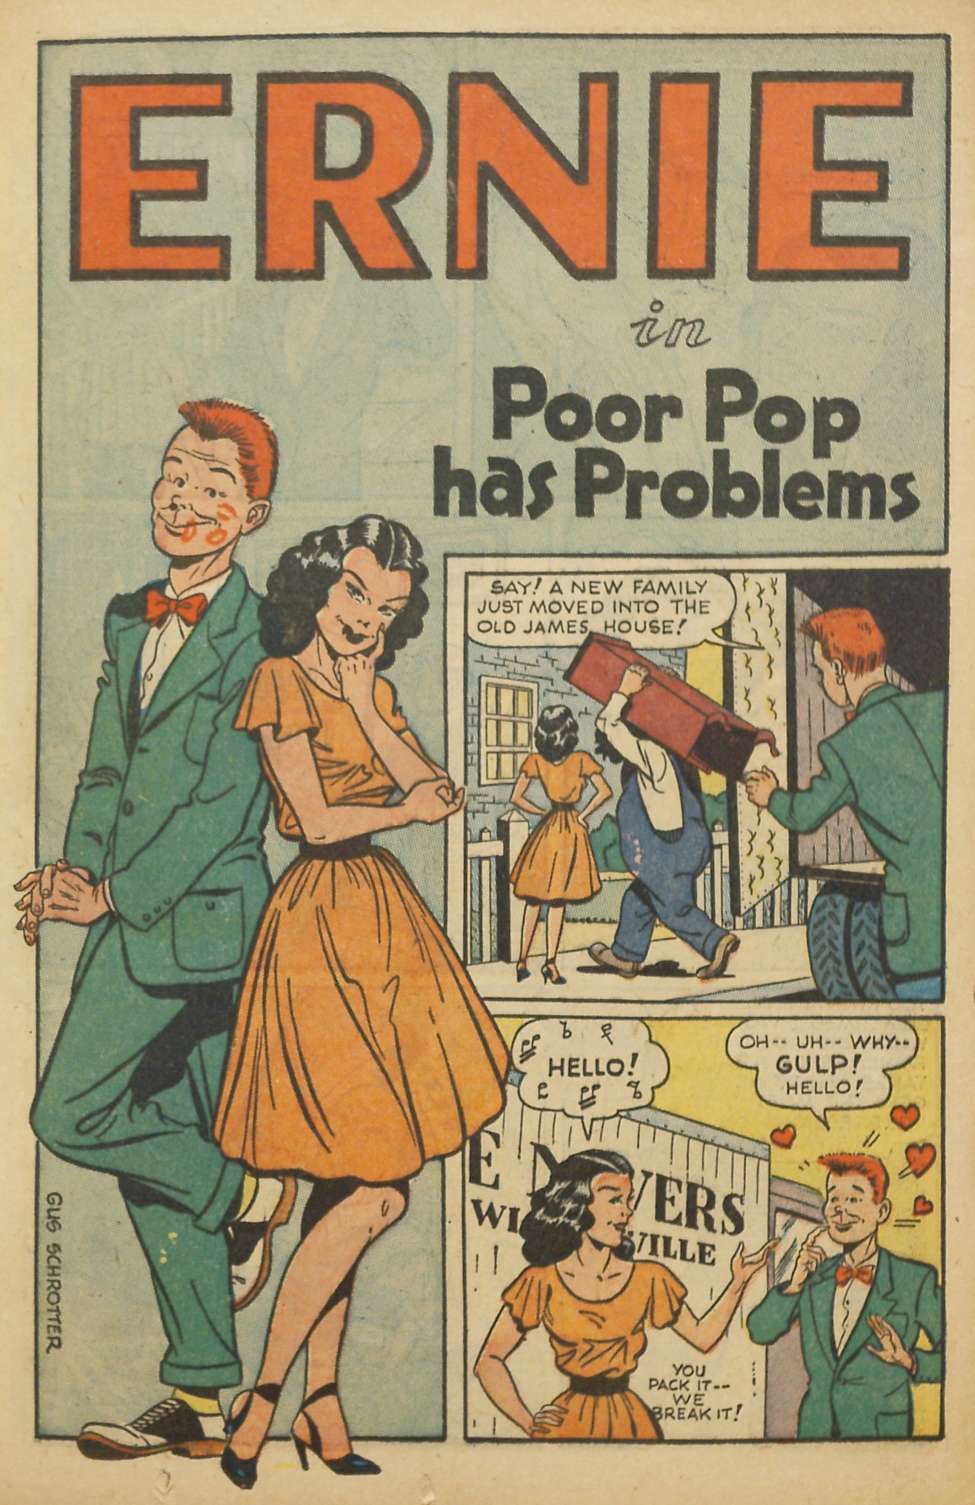 ERNIE
in
Poor Pop
has Problems
SAY! A NEW FAMILY
JUST MOVED INTO THE
OLD JAMES HOUSE!
HELLO!
OH-- UH-- WHY--
GULP!
HELLO!
VERS
VILLE
YOU
PACK IT--
WE
BREAK IT!
GUS SCHROTTER